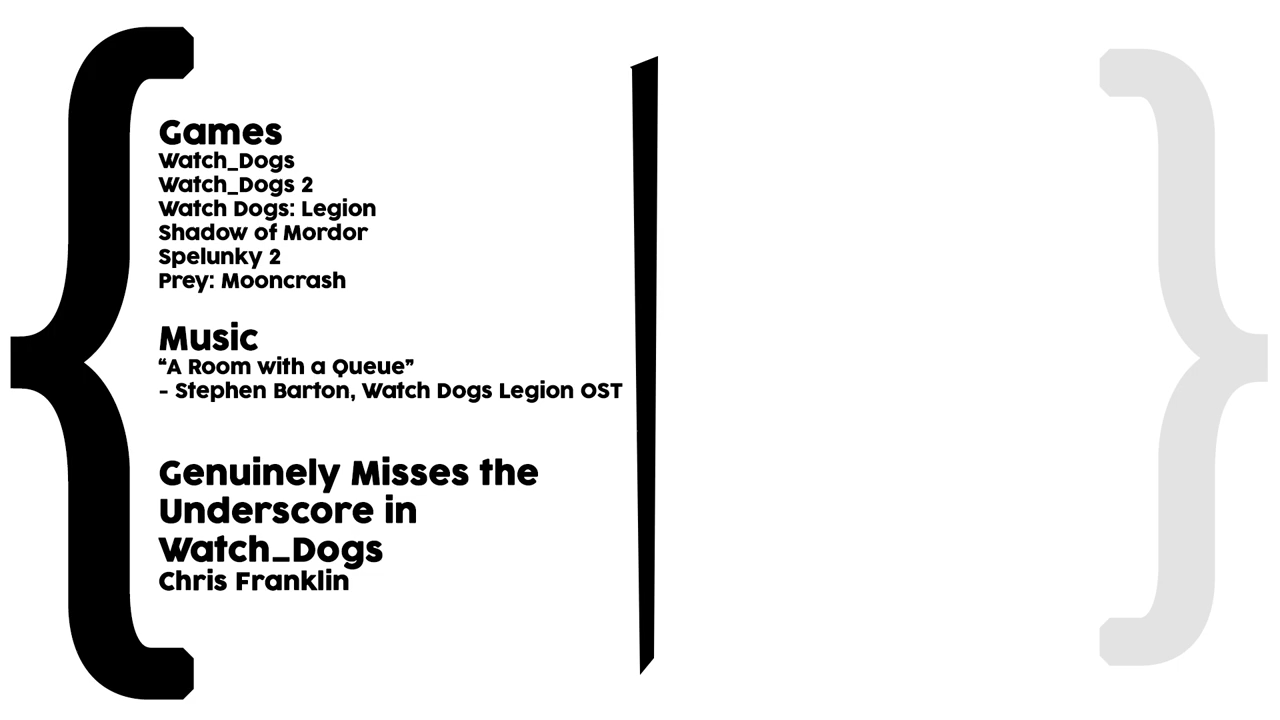 Games
Watch_Dogs
Watch_Dogs 2
Watch Dogs: Legion
Shadow of Mordor
Spelunky 2
Prey: Mooncrash
Music
“A Room with a Queue”
- Stephen Barton, Watch Dogs Legion OST
Genuinely Misses the
Underscore in
Watch_Dogs
Chris Franklin